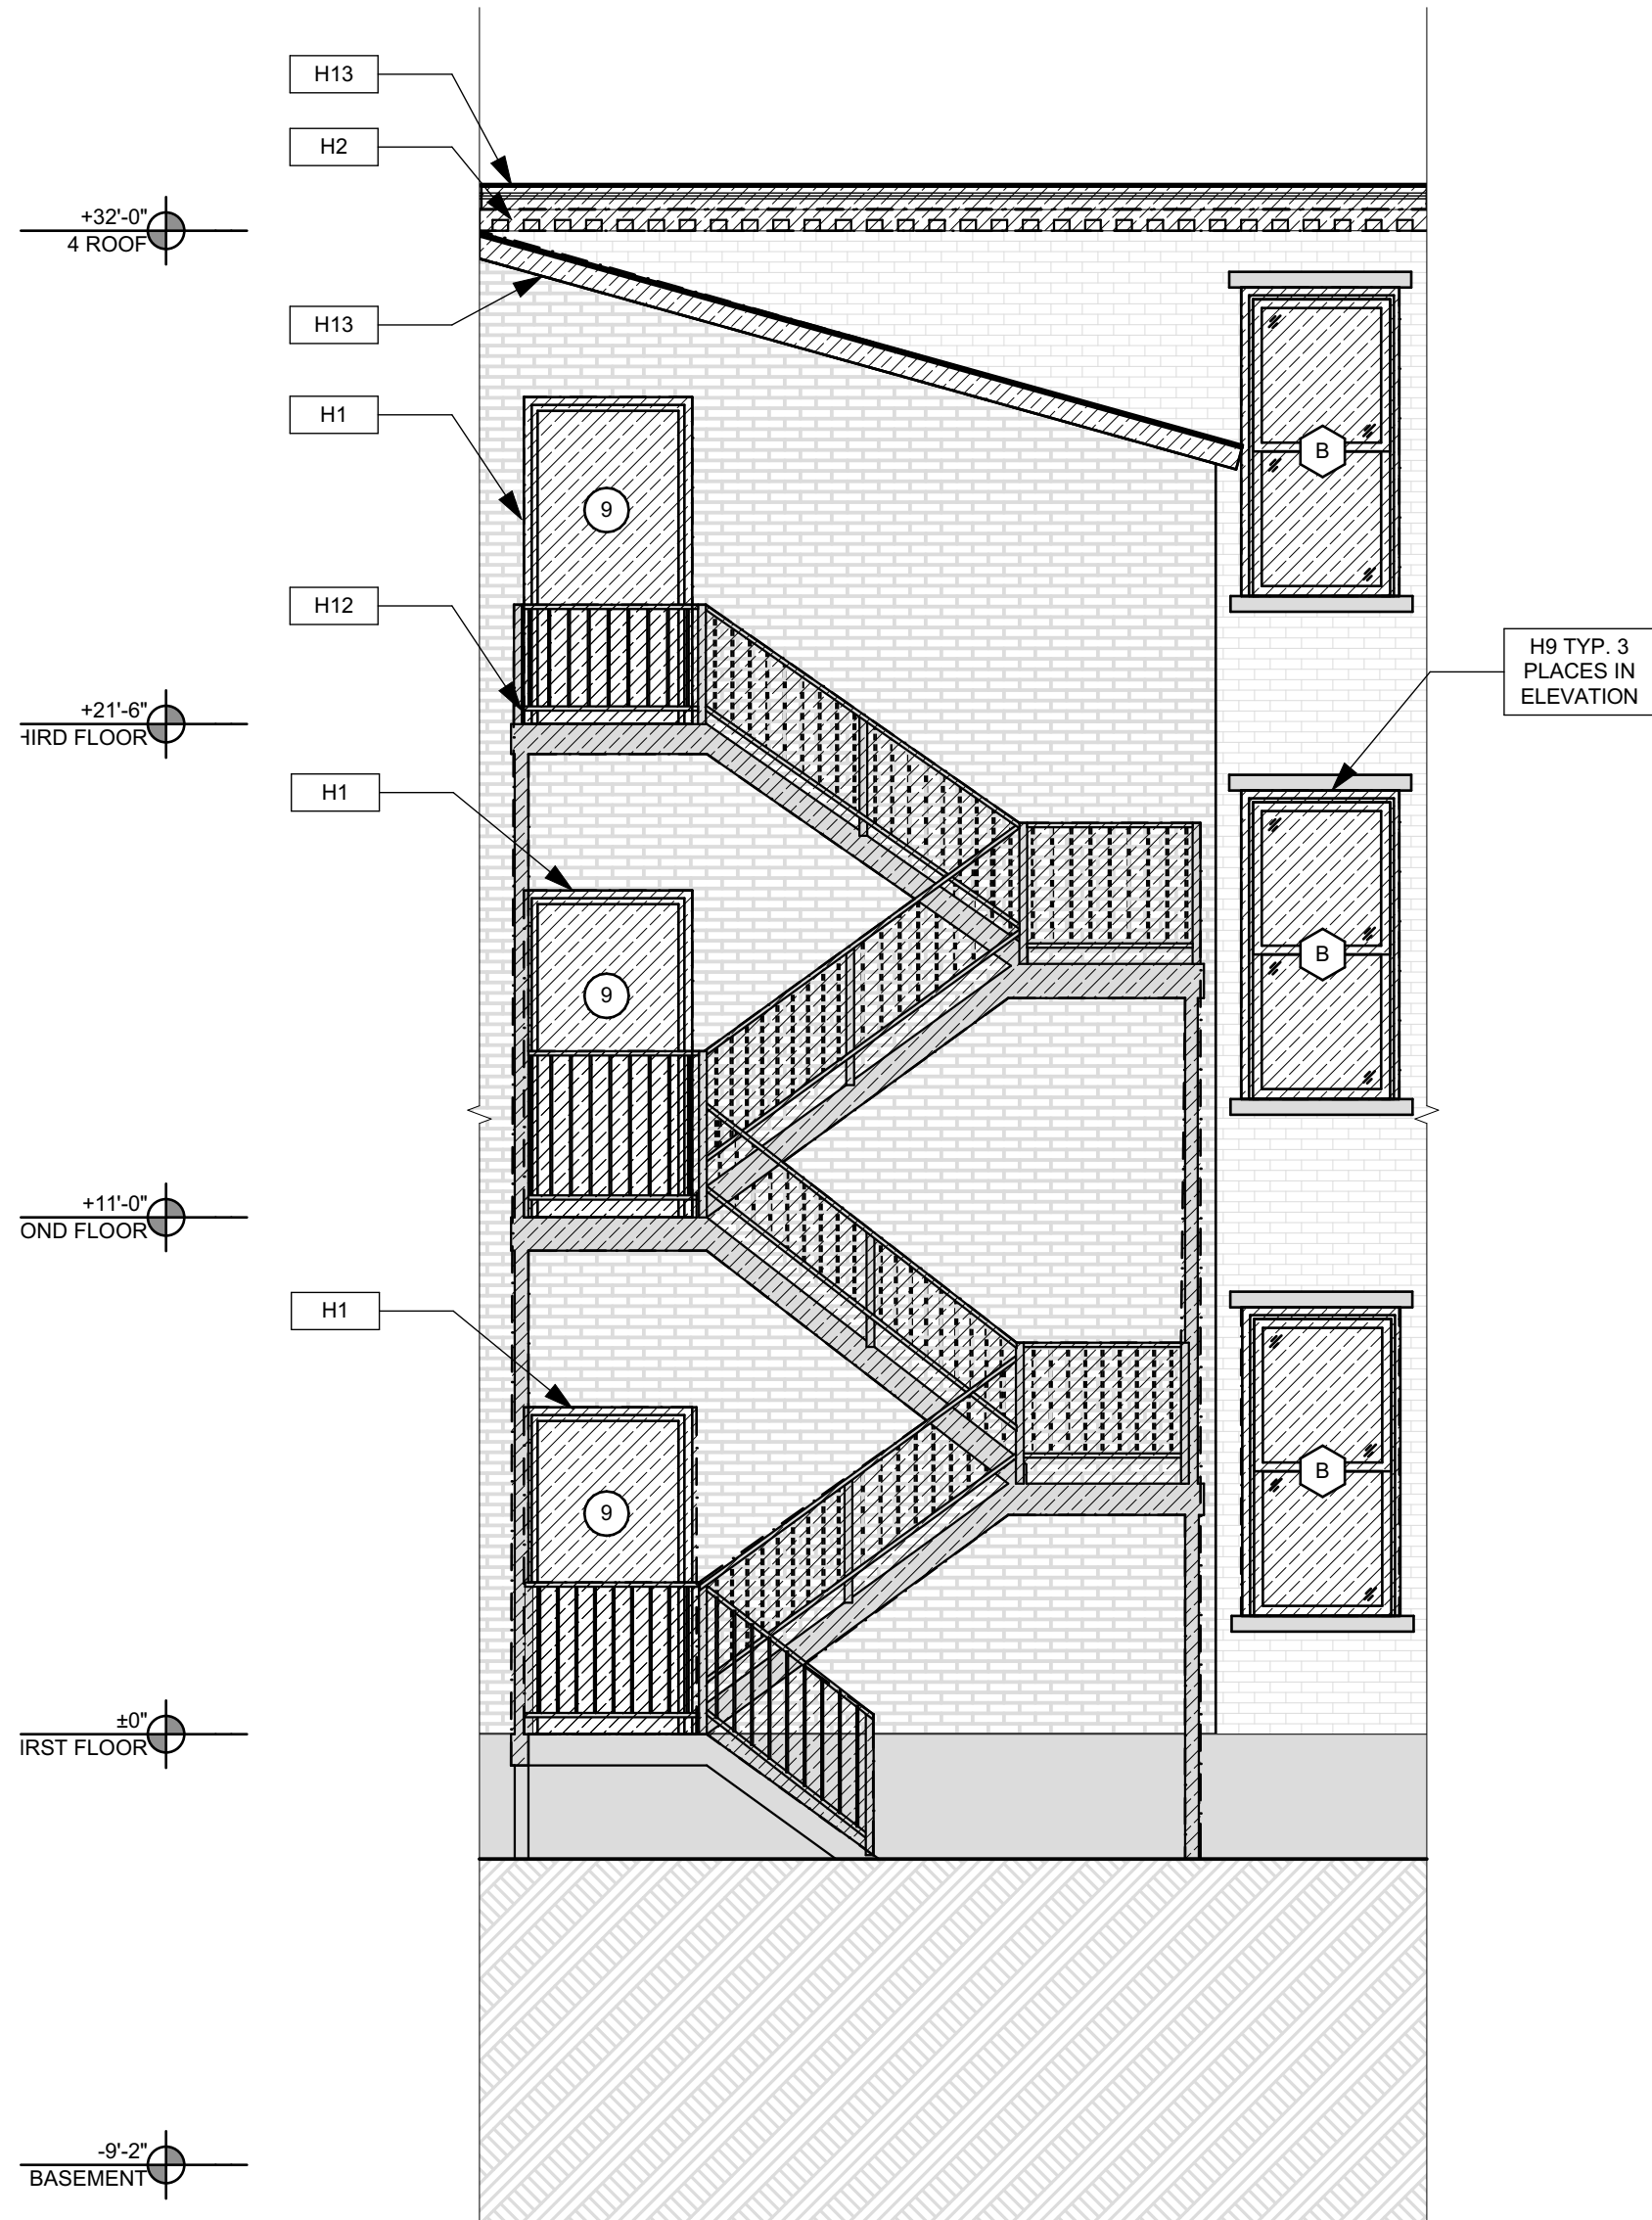 H13
H2
+32'-0"
4 ROOF
H13
H1
9
B
H12
H9 TYP. 3
PLACES IN
ELEVATION
+21'-6"
HIRD FLOOR
H1
9
B
+11'-0"
OND FLOOR
H1
9
B
±0"
IRST FLOOR
-9'-2"
BASEMENT